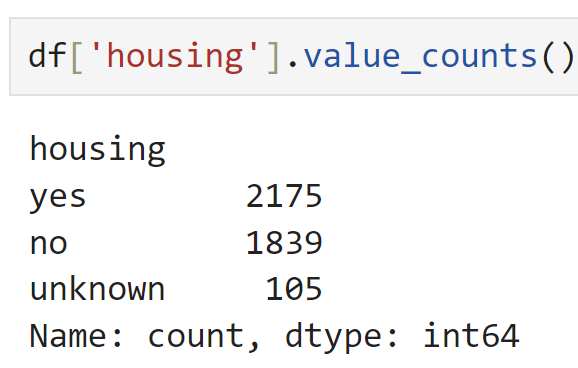 df['housing'].value_counts()
housing
yes 2175
no 1839
unknown 105
Name: count, dtype: int64